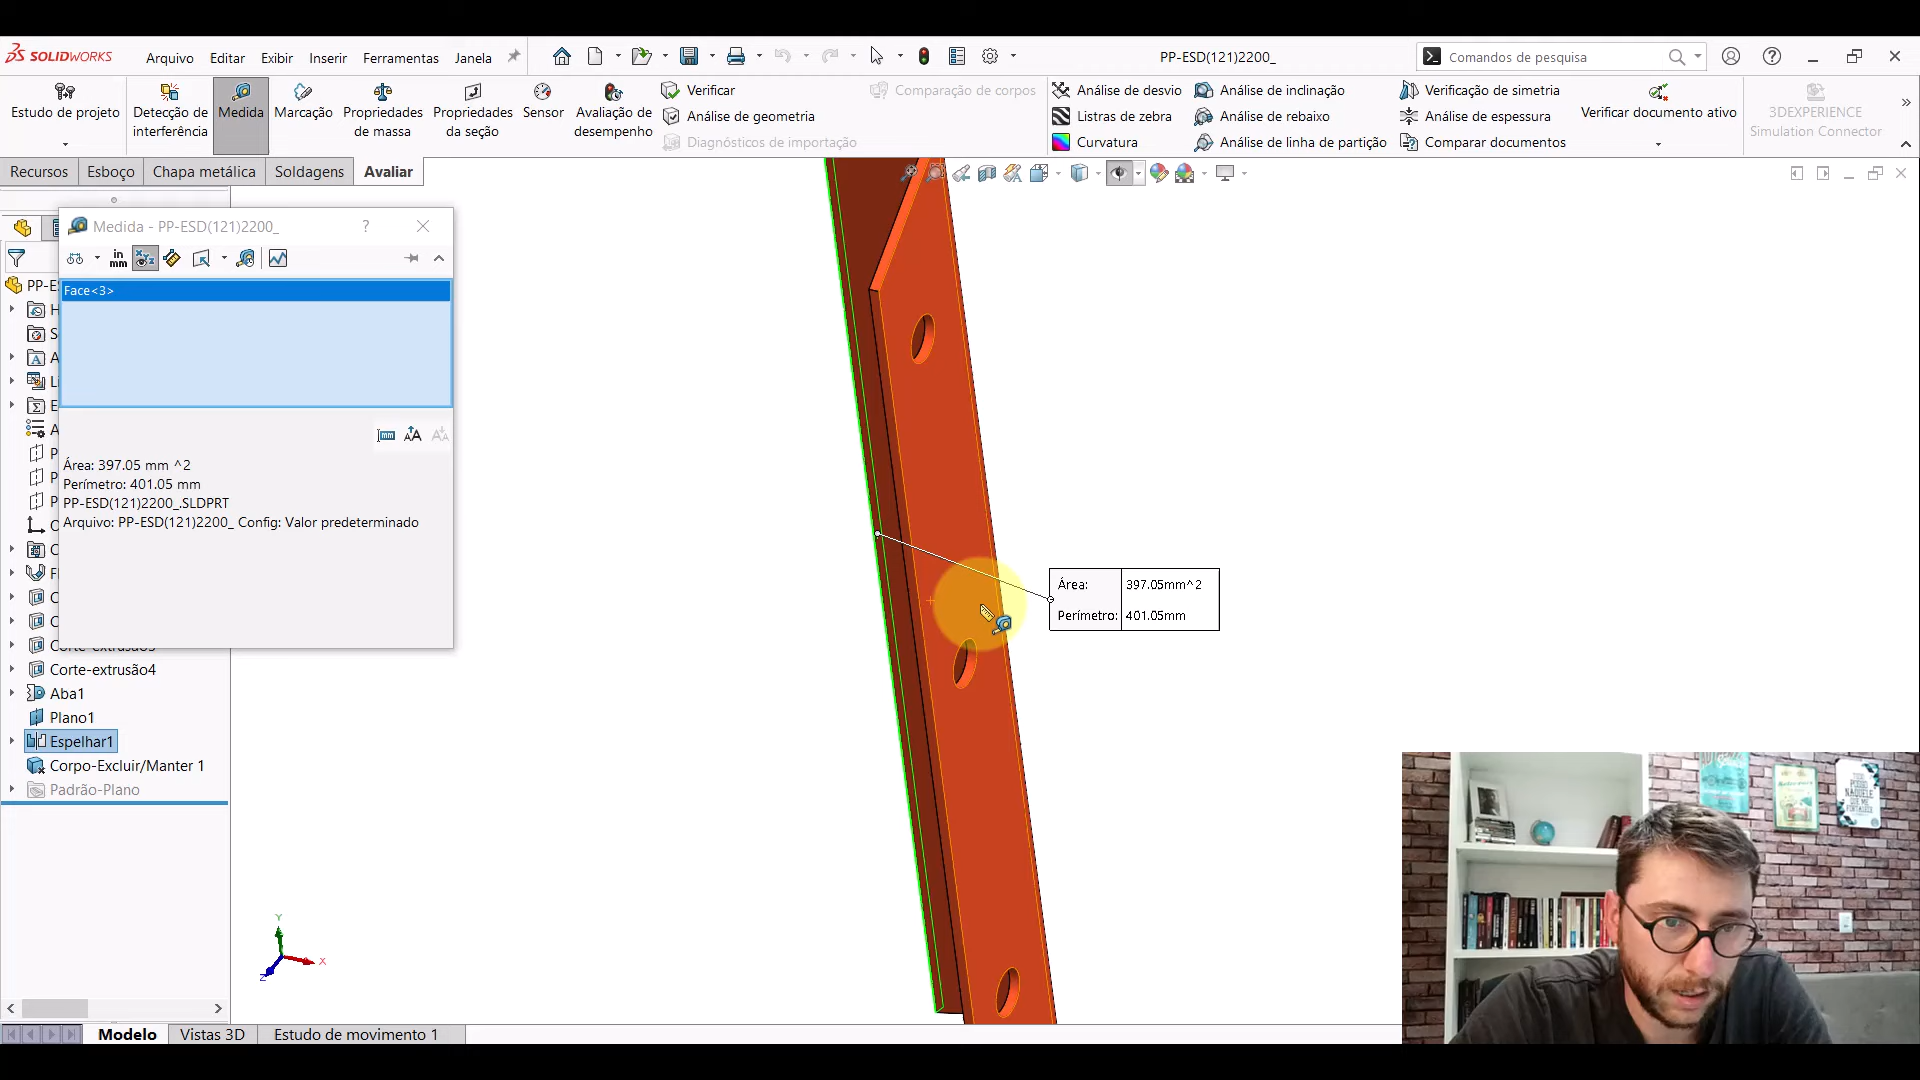 SOLIDWORKS
Arquivo
Editar
Exibir
Inserir
Ferramentas
Janela
PP-ESD(121)2200_
Comandos de pesquisa
Estudo de projeto
Detecção de
interferência
Medida
Marcação
Propriedades
de massa
Propriedades
da seção
Sensor
Avaliação de
desempenho
Verificar
Análise de geometria
Diagnósticos de importação
Comparação de corpos
Análise de desvio
Listras de zebra
Curvatura
Análise de inclinação
Análise de rebaixo
Análise de linha de partição
Verificação de simetria
Análise de espessura
Comparar documentos
Verificar documento ativo
3DEXPERIENCE
Simulation Connector
Recursos
Esboço
Chapa metálica
Soldagens
Avaliar
Medida - PP-ESD(121)2200_
?
in
mm
Face<3>
Área: 397.05 mm ^2
Perímetro: 401.05 mm
PP-ESD(121)2200_.SLDPRT
Arquivo: PP-ESD(121)2200_ Config: Valor predeterminado
PP-E
Corte-extrusão4
Aba1
Plano1
Espelhar1
Corpo-Excluir/Manter 1
Padrão-Plano
Área: 397.05mm^2
Perímetro: 401.05mm
Y
X
Z
Modelo
Vistas 3D
Estudo de movimento 1